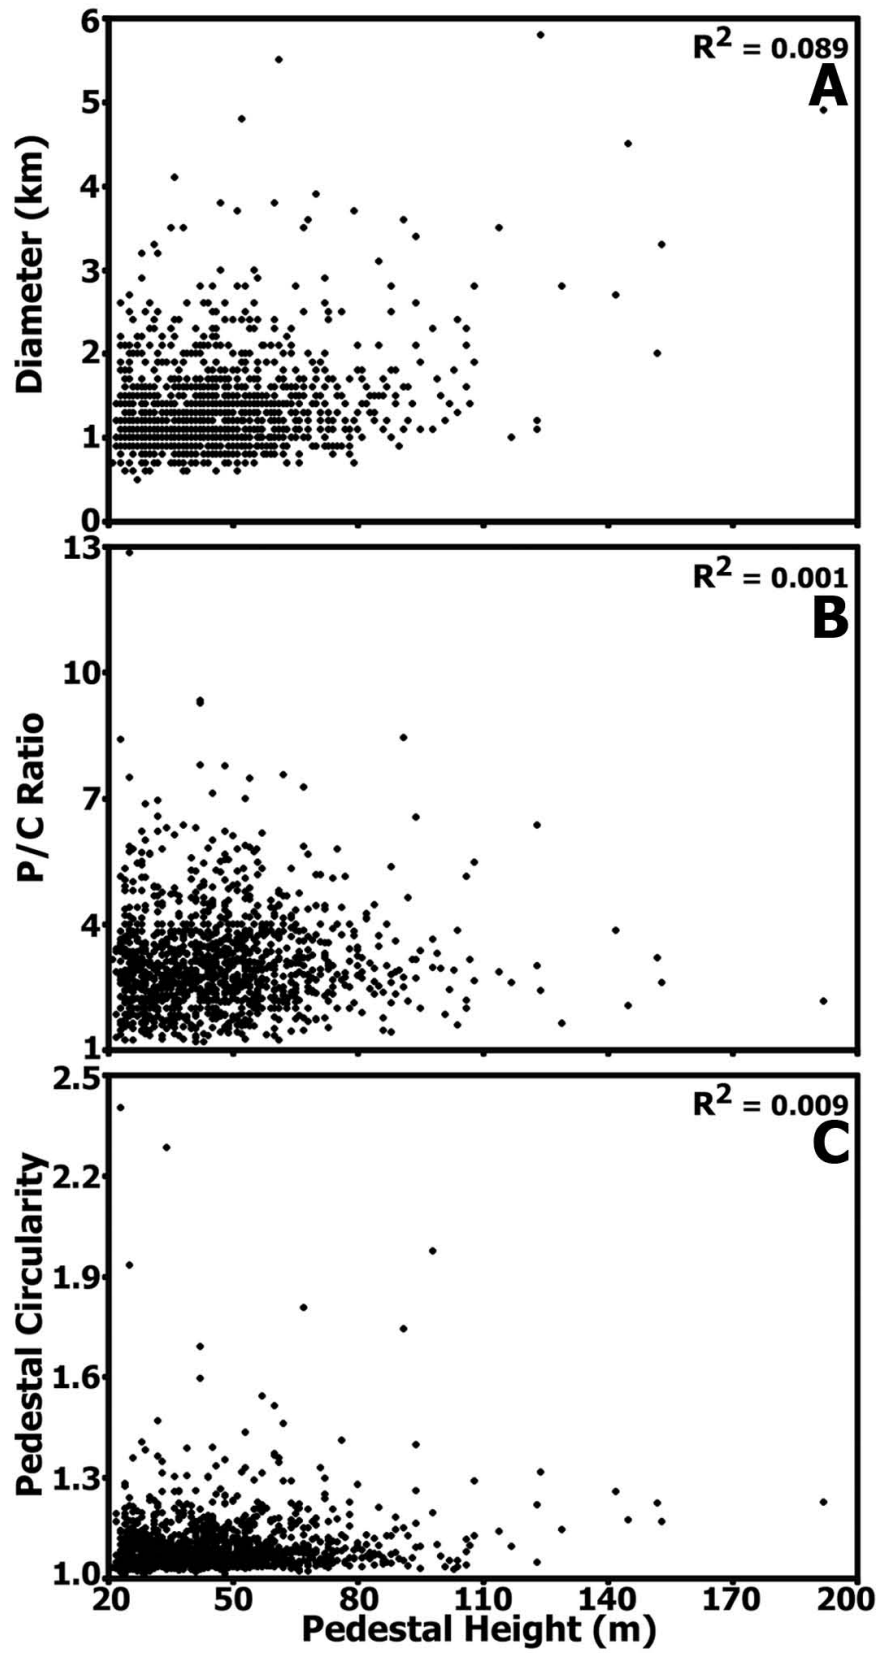 6
R² = 0.089
A
5
4
3
2
1
0
Diameter (km)
13
R² = 0.001
B
10
7
4
1
P/C Ratio
2.5
R² = 0.009
C
2.2
1.9
1.6
1.3
1.0
Pedestal Circularity
20 50 80 110 140 170 200
Pedestal Height (m)